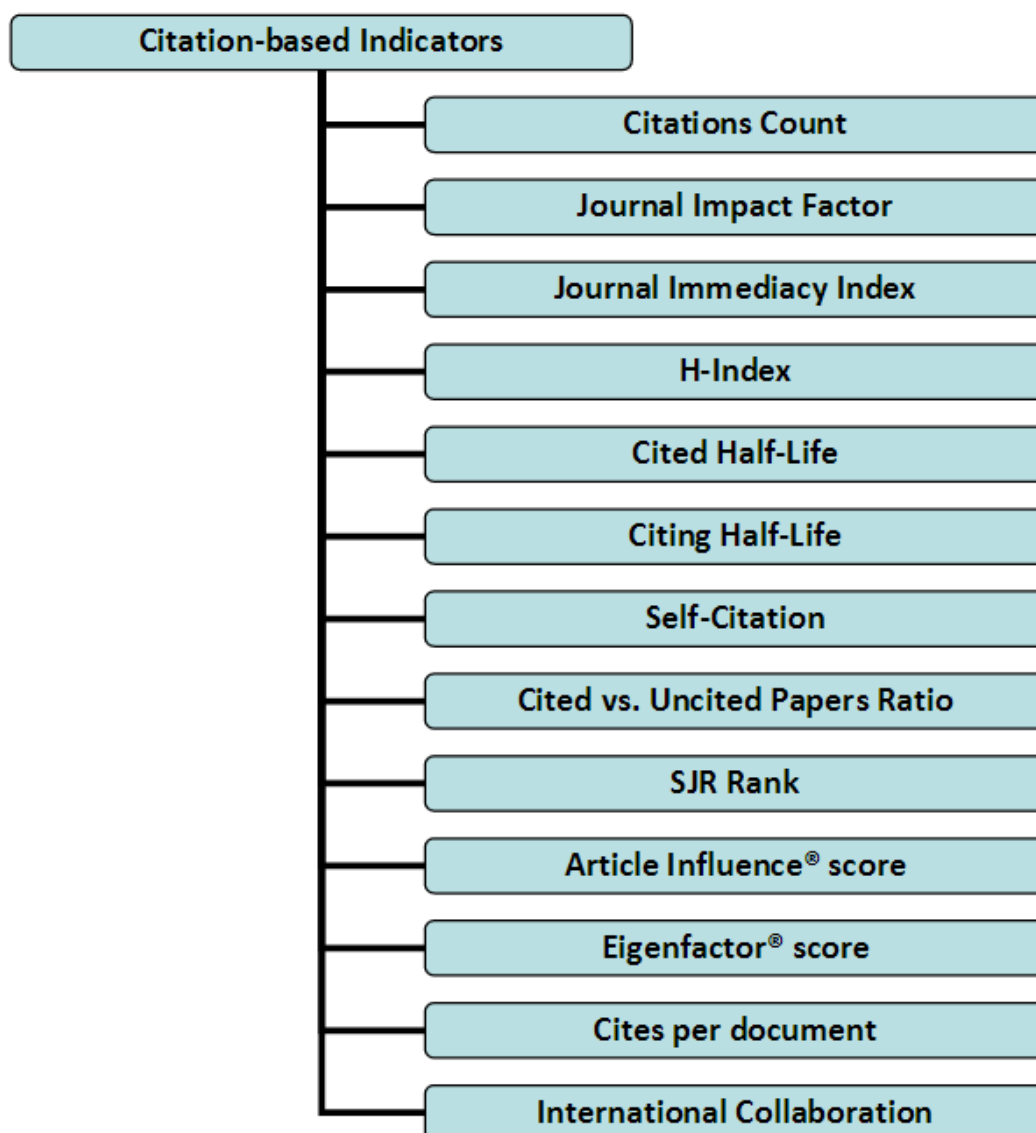 Citation-based Indicators
Citations Count
Journal Impact Factor
Journal Immediacy Index
H-Index
Cited Half-Life
Citing Half-Life
Self-Citation
Cited vs. Uncited Papers Ratio
SJR Rank
Article Influence® score
Eigenfactor® score
Cites per document
International Collaboration